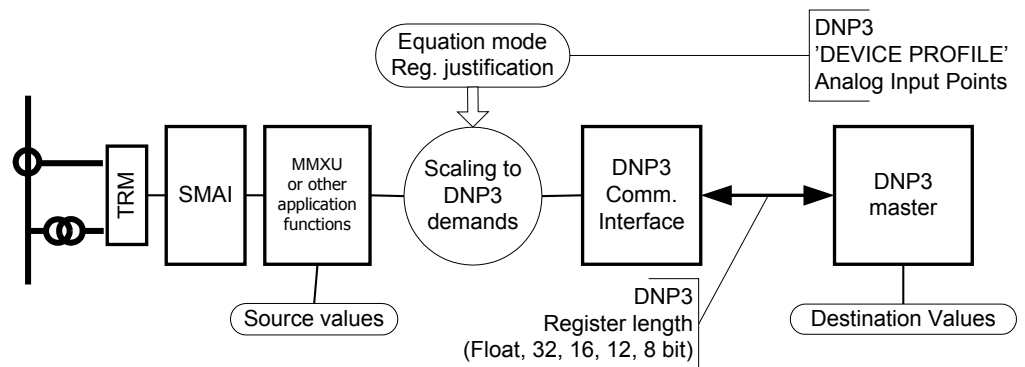 Equation mode
Reg. justification
DNP3
'DEVICE PROFILE'
Analog Input Points
TRM
SMAI
MMXU
or other
application
functions
Scaling to
DNP3
demands
DNP3
Comm.
Interface
DNP3
master
Source values
DNP3
Register length
(Float, 32, 16, 12, 8 bit)
Destination Values